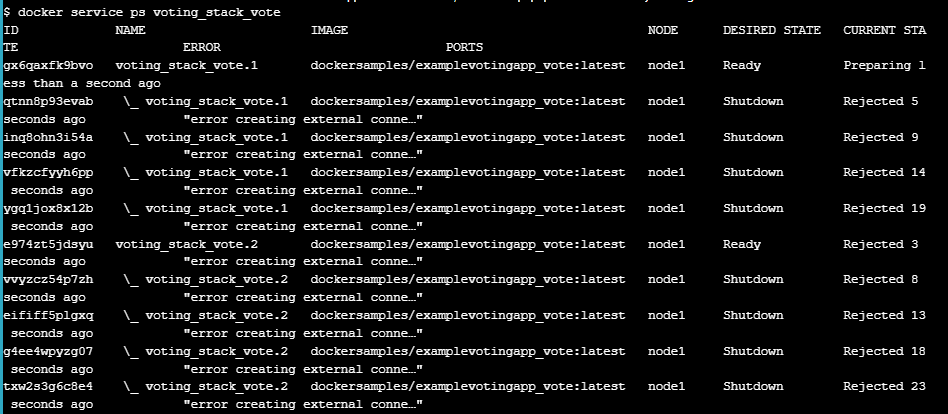 $ docker service ps voting_stack_vote
ID NAME IMAGE NODE DESIRED STATE CURRENT STA
TE ERROR PORTS
gx6qaxfk9bvo voting_stack_vote.1 dockersamples/examplevotingapp_vote:latest node1 Ready Preparing l
ess than a second ago
qtnn8p93evab \_ voting_stack_vote.1 dockersamples/examplevotingapp_vote:latest node1 Shutdown Rejected 5
seconds ago "error creating external conne…"
inq8ohn3i54a \_ voting_stack_vote.1 dockersamples/examplevotingapp_vote:latest node1 Shutdown Rejected 9
seconds ago "error creating external conne…"
vfkzcfyyh6pp \_ voting_stack_vote.1 dockersamples/examplevotingapp_vote:latest node1 Shutdown Rejected 14
seconds ago "error creating external conne…"
ygq1jox8x12b \_ voting_stack_vote.1 dockersamples/examplevotingapp_vote:latest node1 Shutdown Rejected 19
seconds ago "error creating external conne…"
e974zt5jdsyu voting_stack_vote.2 dockersamples/examplevotingapp_vote:latest node1 Ready Rejected 3
seconds ago "error creating external conne…"
vvyzcz54p7zh \_ voting_stack_vote.2 dockersamples/examplevotingapp_vote:latest node1 Shutdown Rejected 8
seconds ago "error creating external conne…"
eififf5plgxq \_ voting_stack_vote.2 dockersamples/examplevotingapp_vote:latest node1 Shutdown Rejected 13
seconds ago "error creating external conne…"
g4ee4wpyzg07 \_ voting_stack_vote.2 dockersamples/examplevotingapp_vote:latest node1 Shutdown Rejected 18
seconds ago "error creating external conne…"
txw2s3g6c8e4 \_ voting_stack_vote.2 dockersamples/examplevotingapp_vote:latest node1 Shutdown Rejected 23
seconds ago "error creating external conne…"